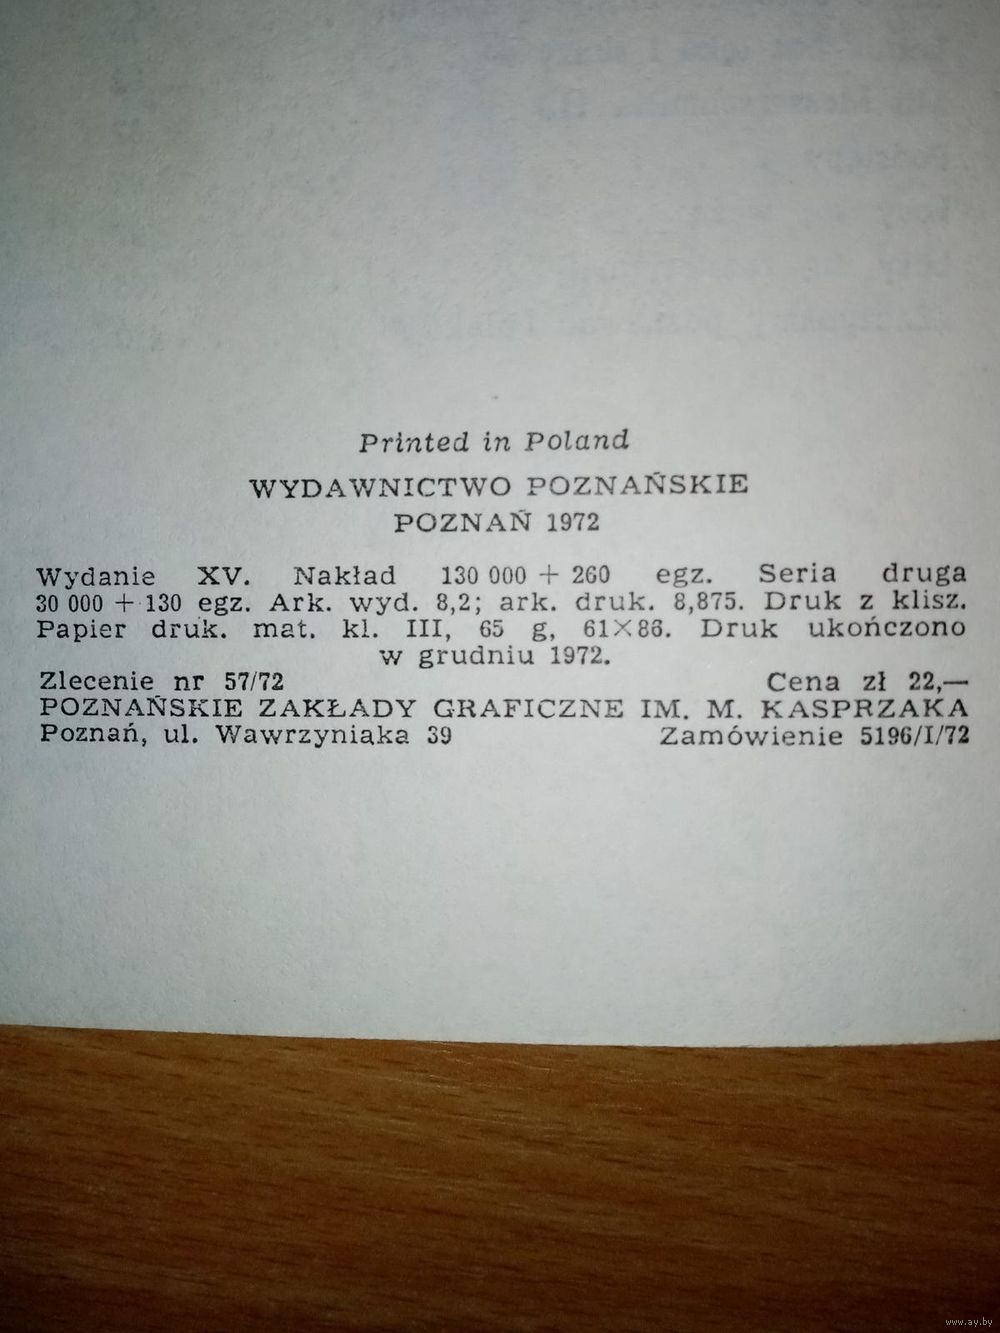 Printed in Poland
WYDAWNICTWO POZNAŃSKIE
POZNAŃ 1972
Wydanie XV. Nakład 130 000 + 260 egz. Seria druga
30 000 + 130 egz. Ark. wyd. 8,2; ark. druk. 8,875. Druk z klisz.
Papier druk. mat. kl. III, 65 g, 61×86. Druk ukończono
w grudniu 1972.
Zlecenie nr 57/72 Cena zł 22,—
POZNAŃSKIE ZAKŁADY GRAFICZNE IM. M. KASPRZAKA
Poznań, ul. Wawrzyniaka 39 Zamówienie 5196/I/72
www.ay.by